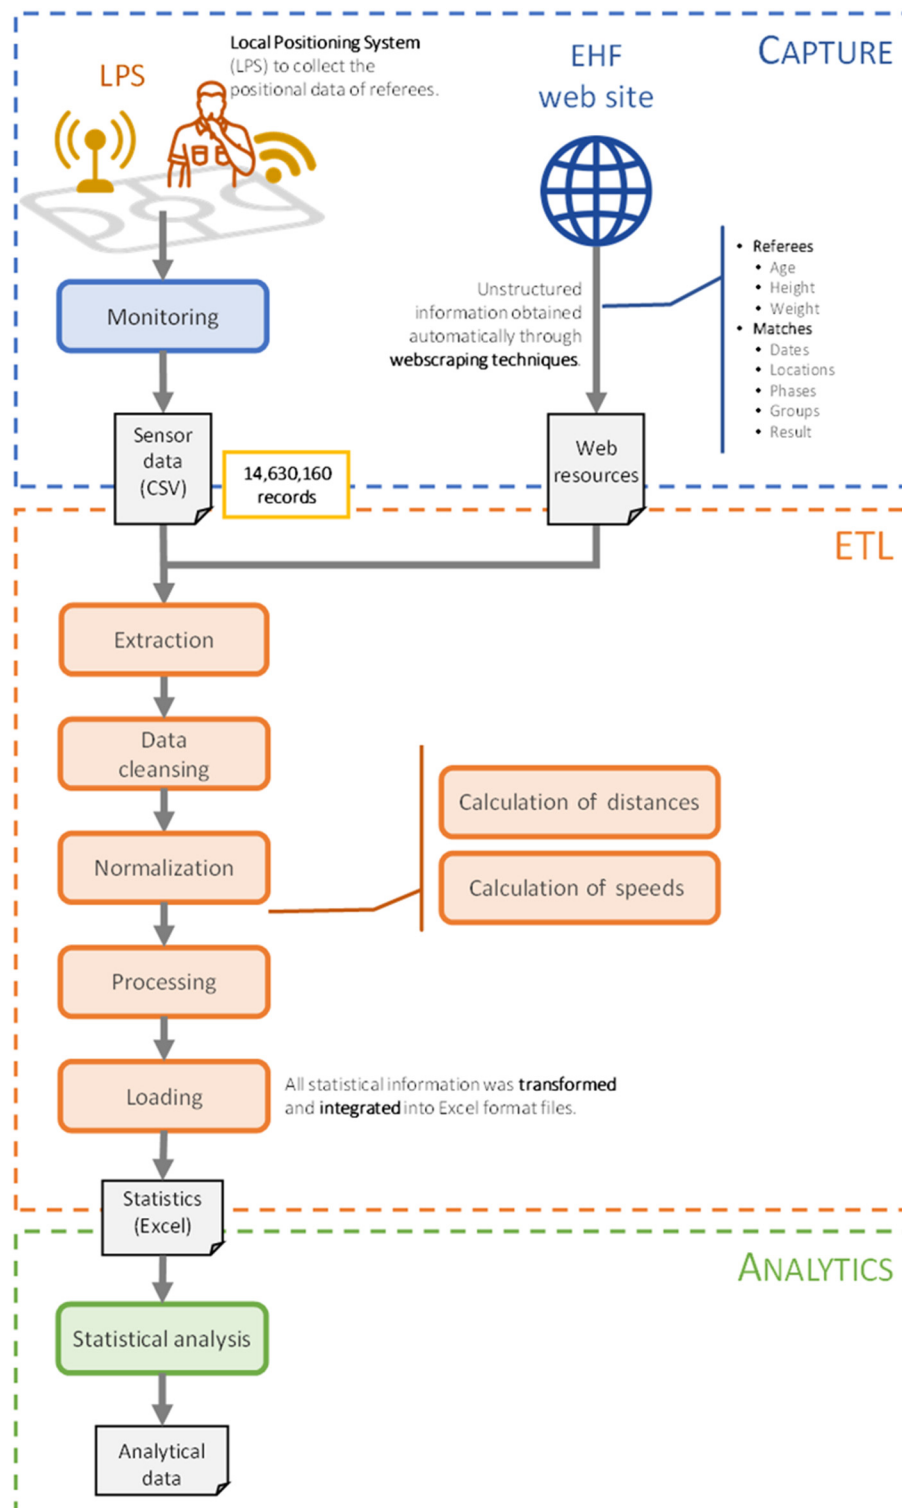 CAPTURE
LPS
Local Positioning System
(LPS) to collect the
positional data of referees.
EHF
web site
Monitoring
Unstructured
information obtained
automatically through
webscraping techniques.
• Referees
• Age
• Height
• Weight
• Matches
• Dates
• Locations
• Phases
• Groups
• Result
Sensor
data
(CSV)
14,630,160
records
Web
resources
ETL
Extraction
Data
cleansing
Normalization
Calculation of distances
Calculation of speeds
Processing
Loading
All statistical information was transformed
and integrated into Excel format files.
Statistics
(Excel)
ANALYTICS
Statistical analysis
Analytical
data